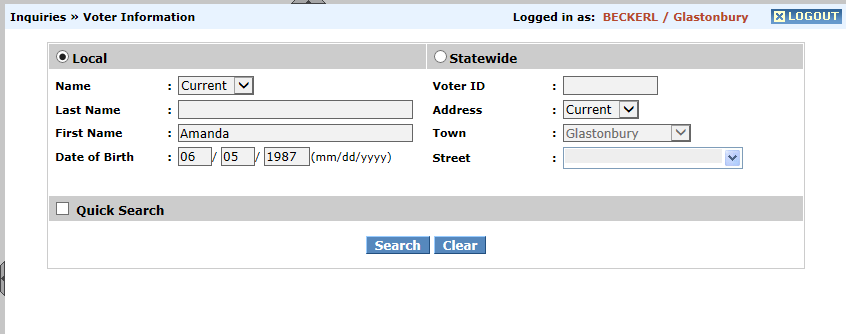 Inquiries » Voter Information Logged in as: BECKERL / Glastonbury LOGOUT
Local Statewide
Name : Current Voter ID :
Last Name : Address : Current
First Name : Amanda Town : Glastonbury
Date of Birth : 06 / 05 / 1987 (mm/dd/yyyy) Street :
Quick Search
Search Clear